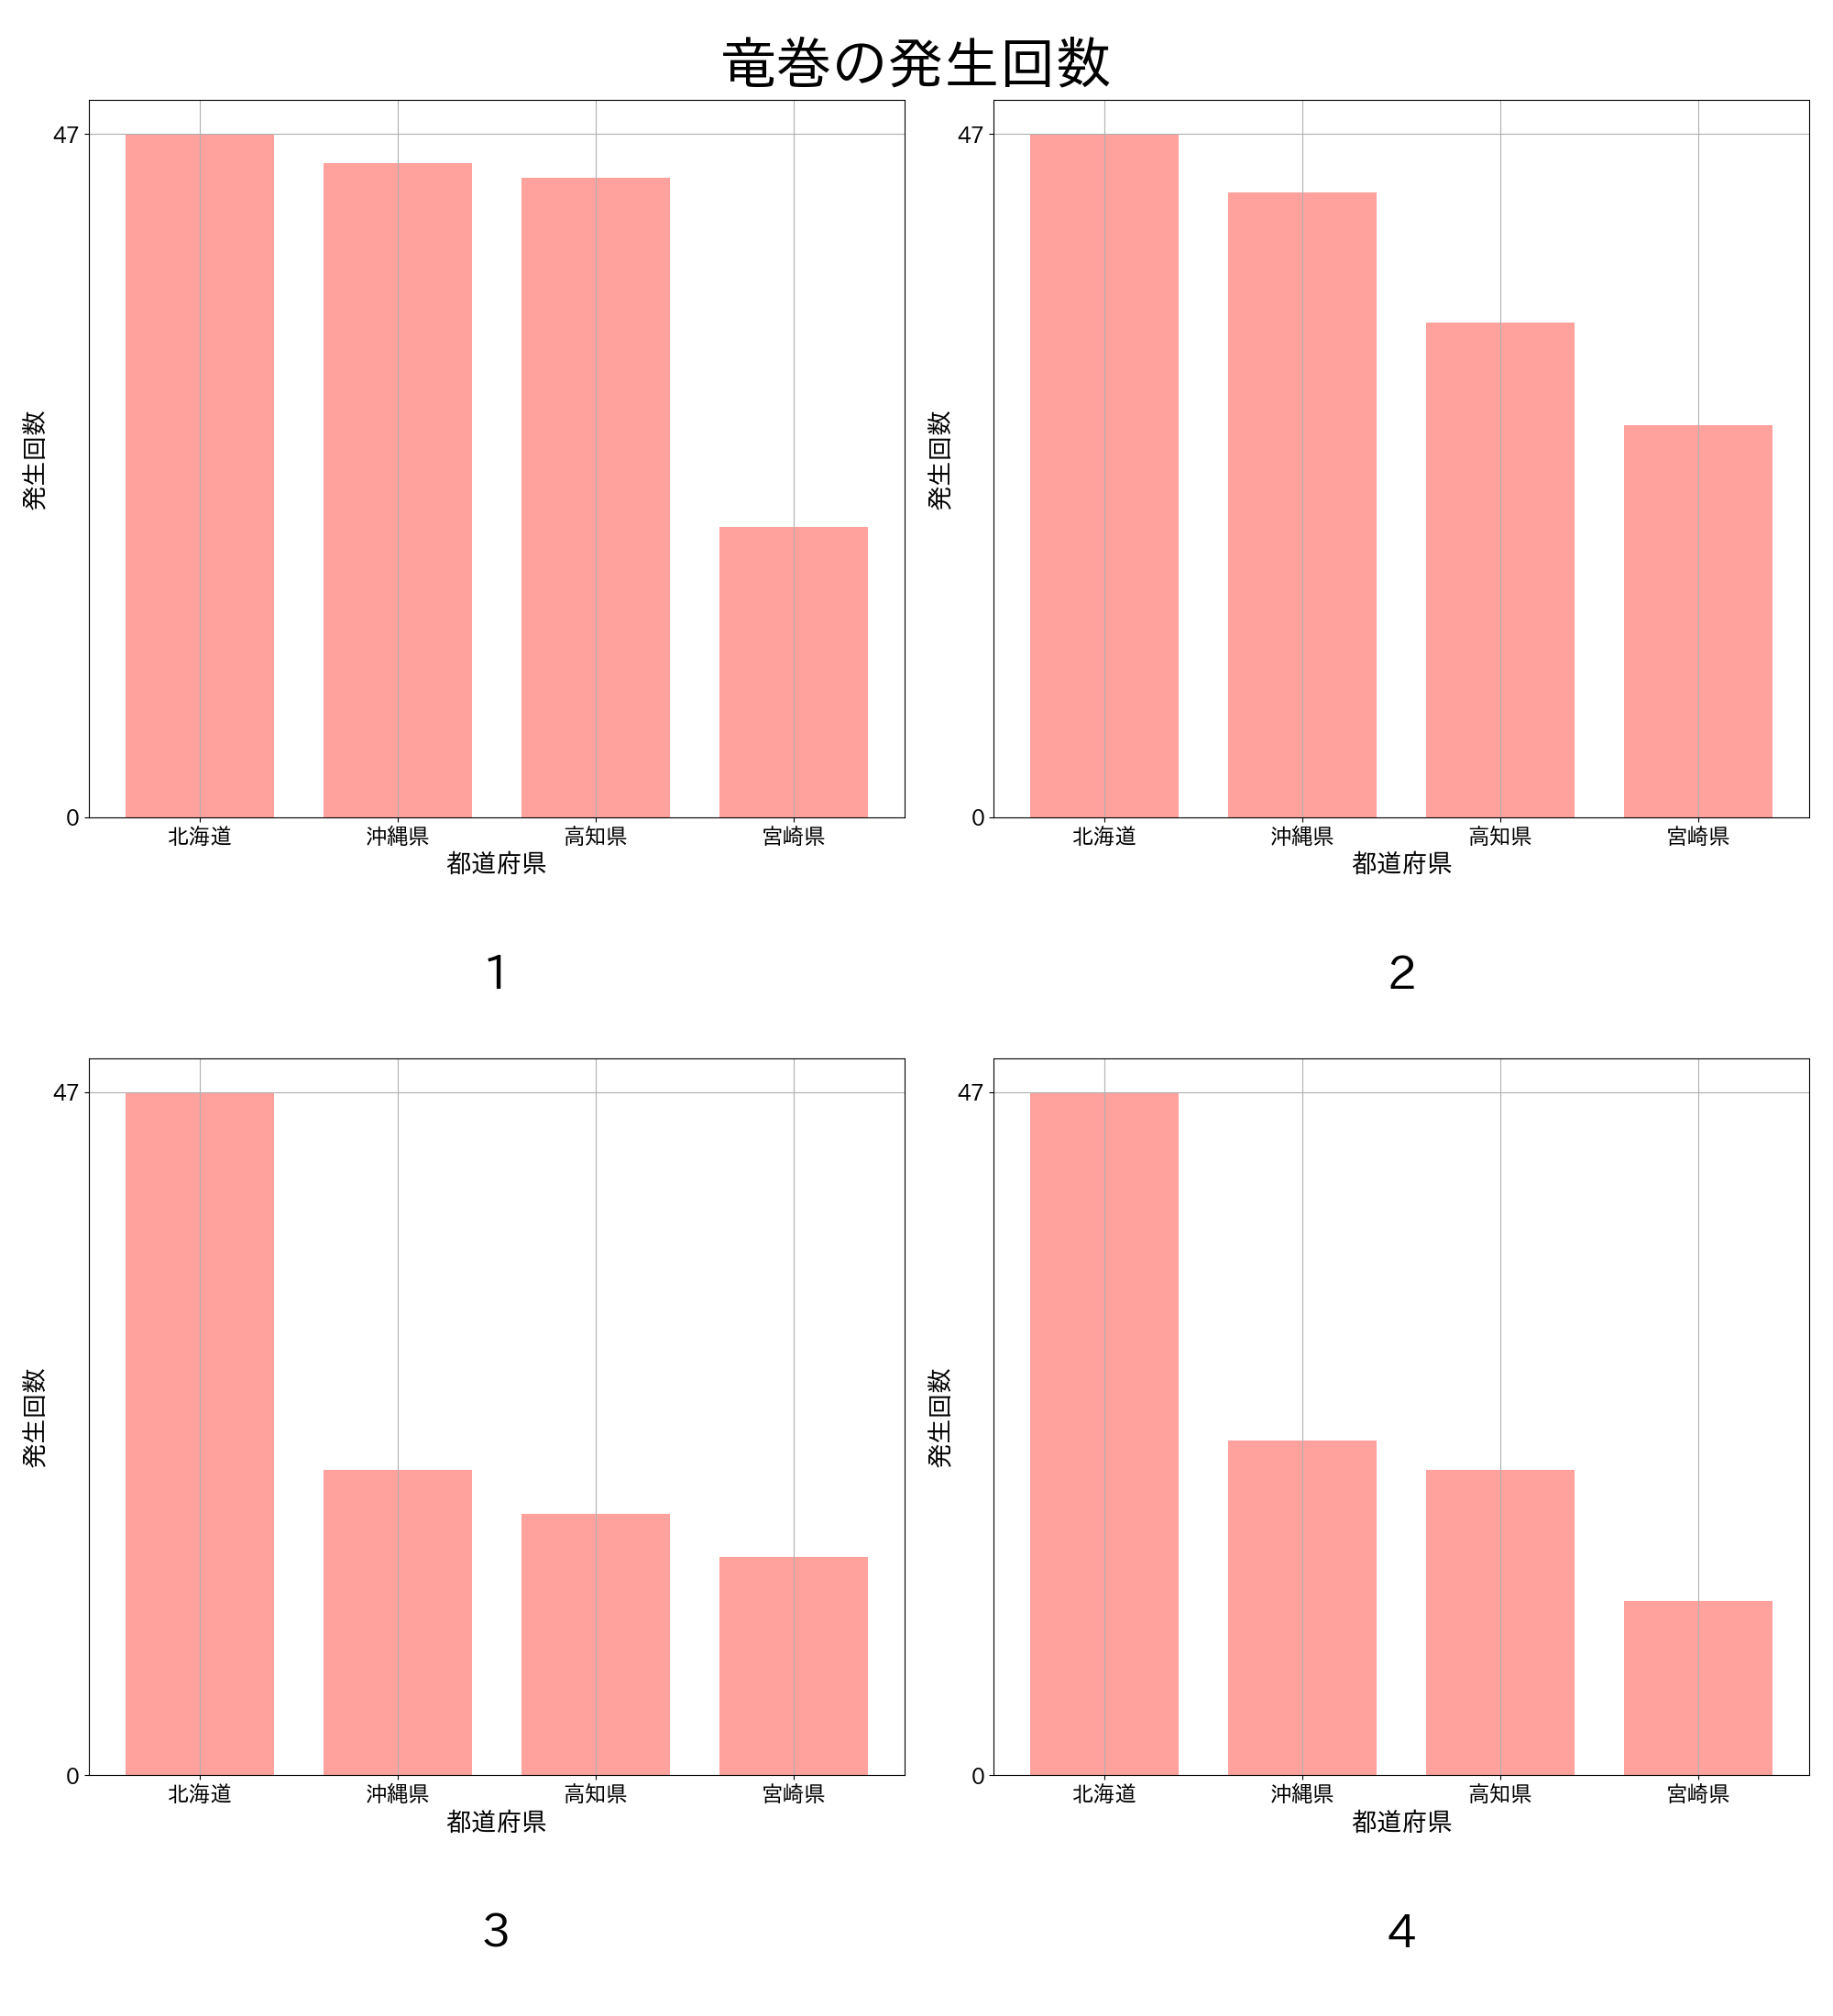 竜巻の発生回数
47
0
発生回数
北海道 沖縄県 高知県 宮崎県
都道府県
1
47
0
発生回数
北海道 沖縄県 高知県 宮崎県
都道府県
2
47
0
発生回数
北海道 沖縄県 高知県 宮崎県
都道府県
3
47
0
発生回数
北海道 沖縄県 高知県 宮崎県
都道府県
4